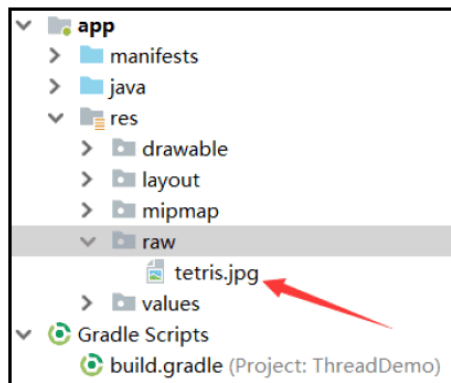 app
manifests
java
res
drawable
layout
mipmap
raw
tetris.jpg
values
Gradle Scripts
build.gradle (Project: ThreadDemo)